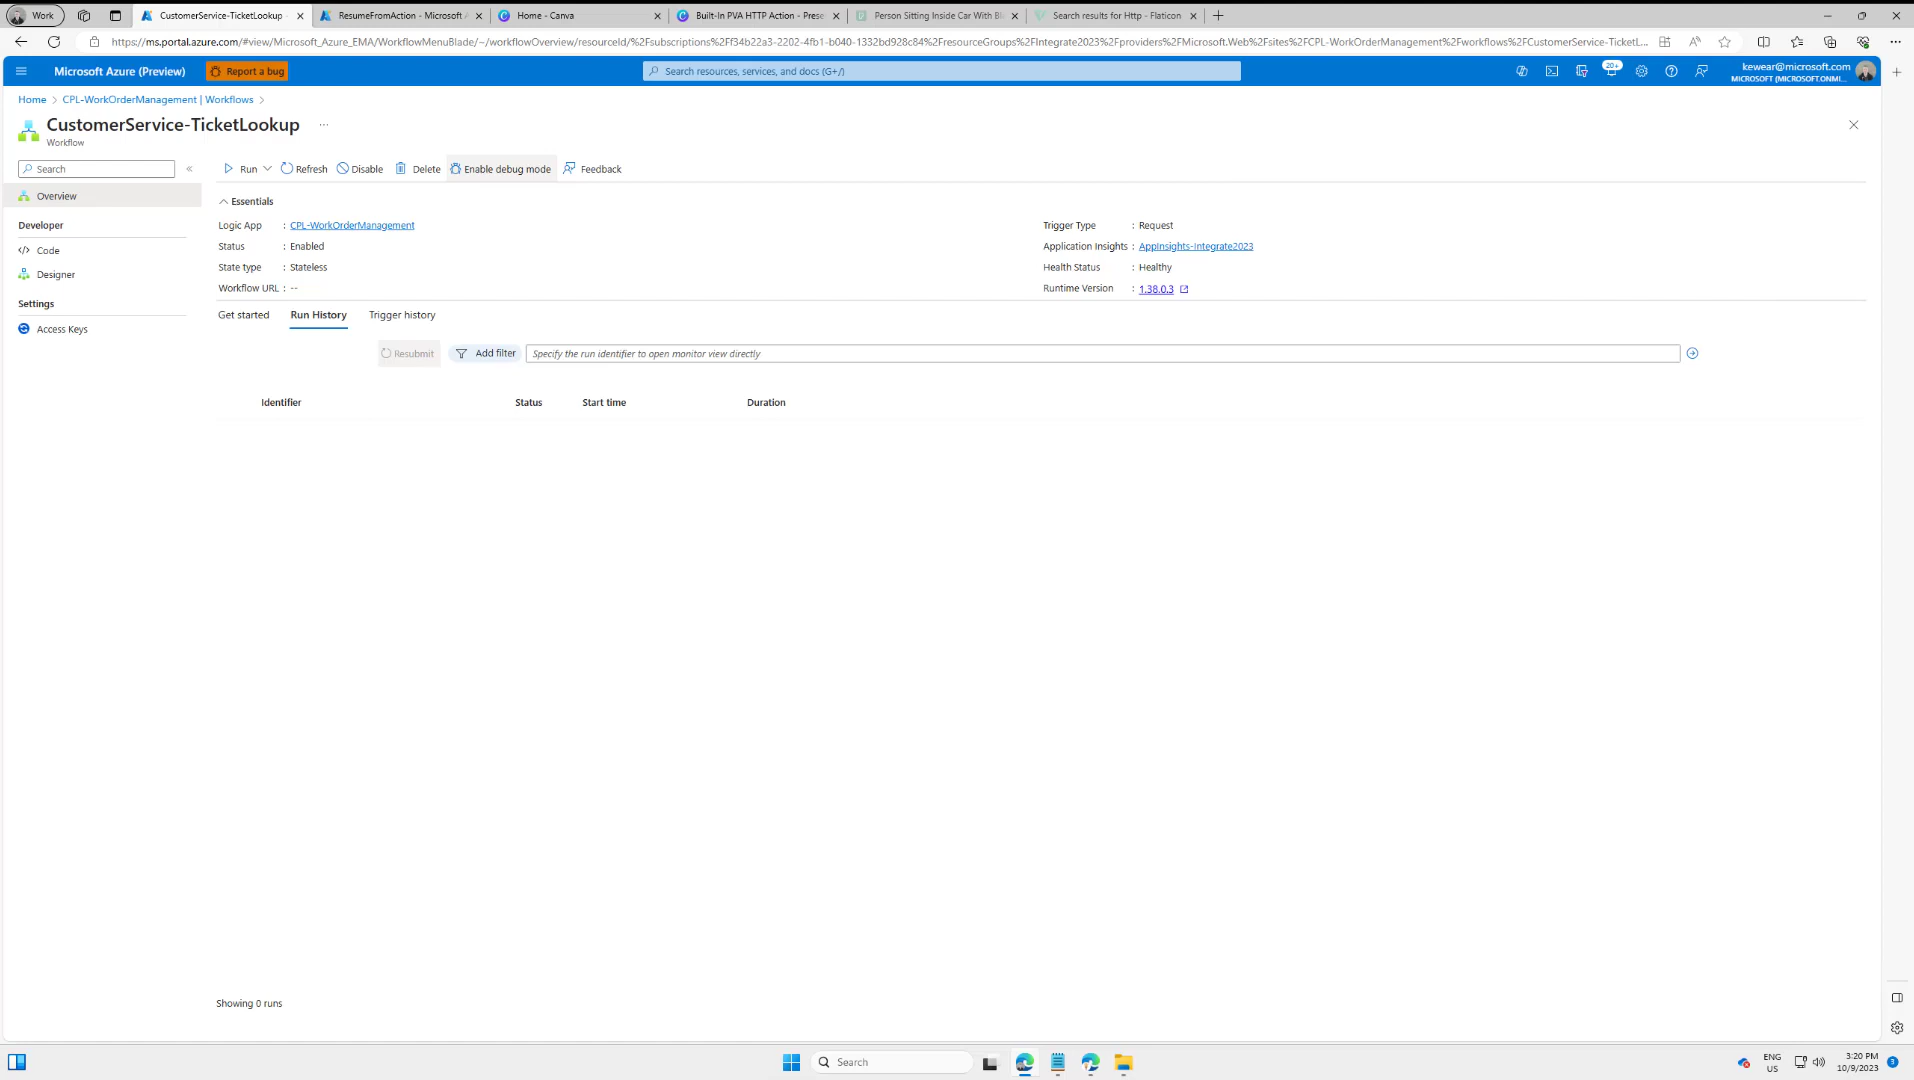 Work
CustomerService-TicketLookup -
ResumeFromAction - Microsoft A
Home - Canva
Built-In PVA HTTP Action - Prese
Person Sitting Inside Car With Bl
Search results for Http - Flaticon
https://ms.portal.azure.com/#view/Microsoft_Azure_EMA/WorkflowMenuBlade/~/workflowOverview/resourceId/%2Fsubscriptions%2Ff34b22a3-2202-4fb1-b040-1332bd928c84%2FresourceGroups%2FIntegrate2023%2Fproviders%2FMicrosoft.Web%2Fsites%2FCPL-WorkOrderManagement%2Fworkflows%2FCustomerService-TicketL...
Microsoft Azure (Preview)
Report a bug
Search resources, services, and docs (G+/)
20+
kewear@microsoft.com
MICROSOFT (MICROSOFT.ONMI...
Home > CPL-WorkOrderManagement | Workflows >
CustomerService-TicketLookup ...
Workflow
Search
«
Run
Refresh
Disable
Delete
Enable debug mode
Feedback
Overview
Developer
Code
Designer
Settings
Access Keys
Essentials
Logic App : CPL-WorkOrderManagement
Status : Enabled
State type : Stateless
Workflow URL : --
Trigger Type : Request
Application Insights : AppInsights-Integrate2023
Health Status : Healthy
Runtime Version : 1.38.0.3
Get started
Run History
Trigger history
Resubmit
Add filter
Specify the run identifier to open monitor view directly
Identifier
Status
Start time
Duration
Showing 0 runs
Search
ENG
US
3:20 PM
10/9/2023
3